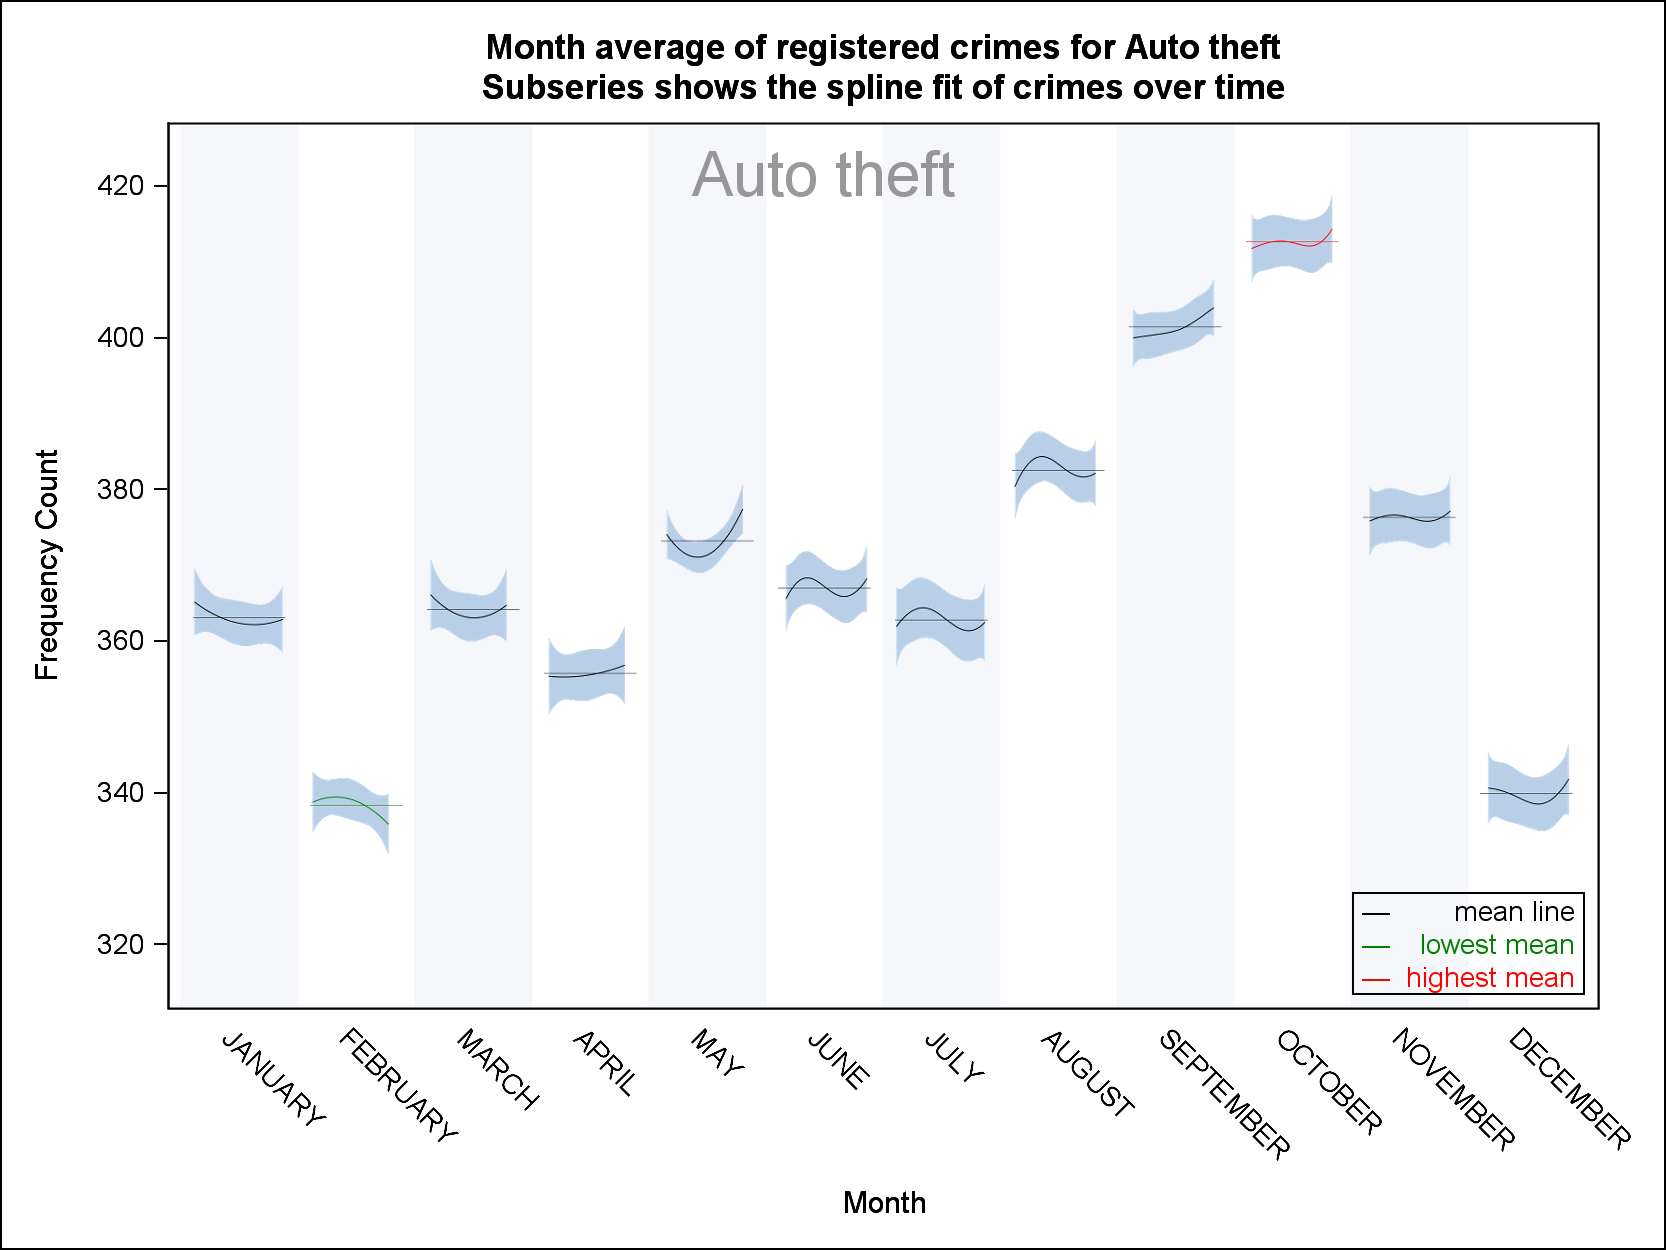 Month average of registered crimes for Auto theft
Subseries shows the spline fit of crimes over time
Auto theft
420
400
380
360
340
320
Frequency Count
mean line
lowest mean
highest mean
JANUARY
FEBRUARY
MARCH
APRIL
MAY
JUNE
JULY
AUGUST
SEPTEMBER
OCTOBER
NOVEMBER
DECEMBER
Month